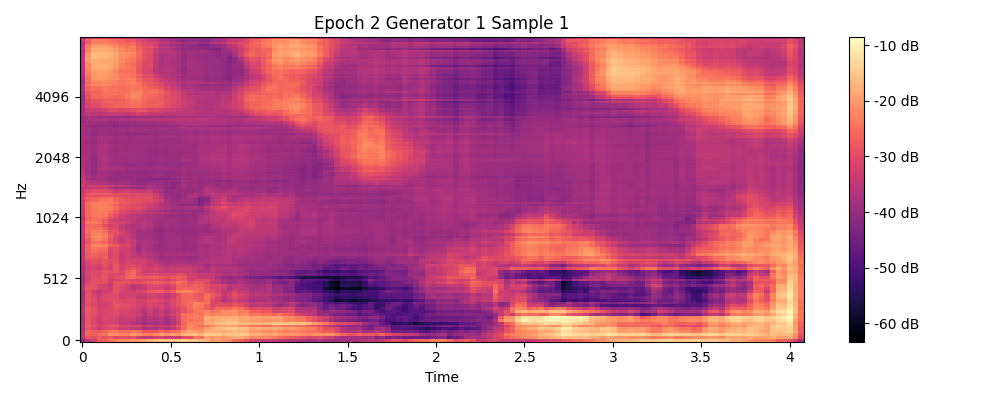 Epoch 2 Generator 1 Sample 1
Hz
4096
2048
1024
512
0
0 0.5 1 1.5 2 2.5 3 3.5 4
Time
-10 dB
-20 dB
-30 dB
-40 dB
-50 dB
-60 dB